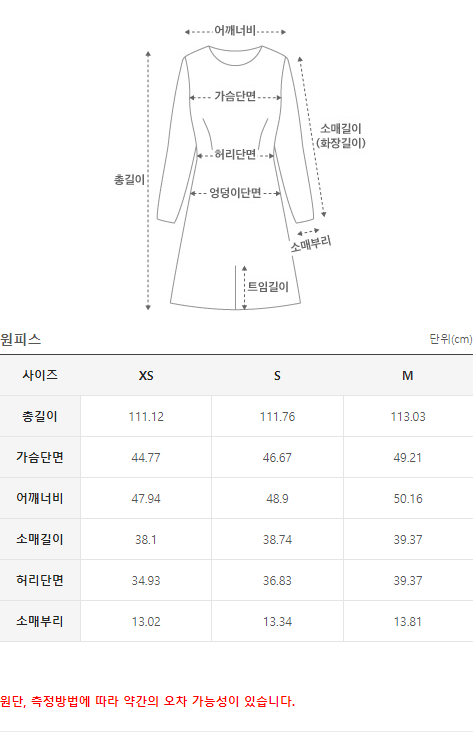 어깨너비
가슴단면
소매길이
(화장길이)
허리단면
총길이
엉덩이단면
소매부리
트임길이
원피스 단위(cm)
사이즈 XS S M
총길이 111.12 111.76 113.03
가슴단면 44.77 46.67 49.21
어깨너비 47.94 48.9 50.16
소매길이 38.1 38.74 39.37
허리단면 34.93 36.83 39.37
소매부리 13.02 13.34 13.81
원단, 측정방법에 따라 약간의 오차 가능성이 있습니다.